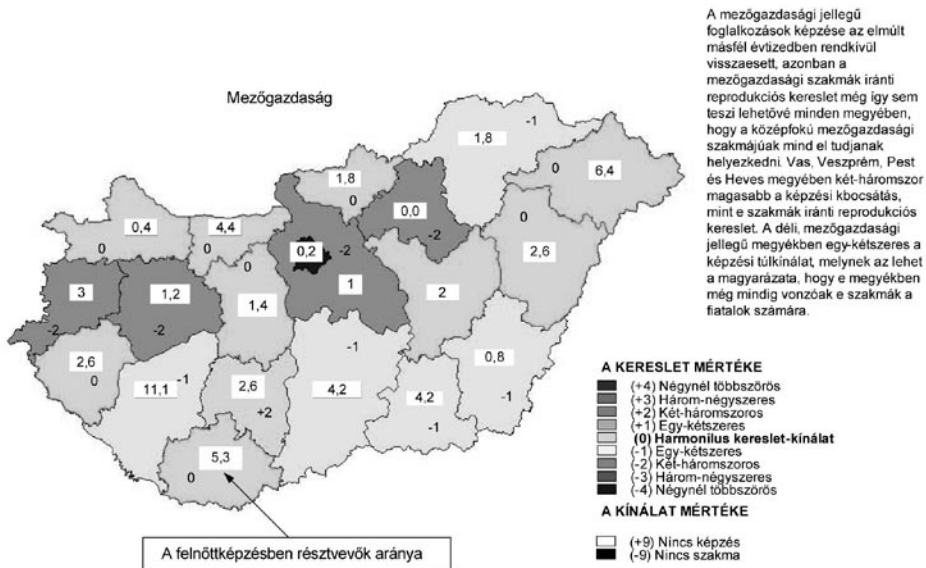 Mezőgazdaság
A mezőgazdasági jellegű
foglalkozások képzése az elmúlt
másfél évtizedben rendkívül
visszaesett, azonban a
mezőgazdasági szakmák iránti
reprodukciós kereslet még így sem
teszi lehetővé minden megyében,
hogy a középfokú mezőgazdasági
szakmájúak mind el tudjanak
helyezkedni. Vas, Veszprém, Pest
és Heves megyében két-háromszor
magasabb a képzési kbocsátás,
mint e szakmák iránti reprodukciós
kereslet. A déli, mezőgazdasági
jellegű megyékben egy-kétszeres a
képzési túlkínálat, melynek az lehet
a magyarázata, hogy e megyékben
még mindig vonzóak e szakmák a
fiatalok számára.
-1
1,8
6,4
0
1,8
0
0,0
-2
0
2,6
0,4
0
4,4
0
0
0,2
-2
1
3
-2
1,2
-2
1,4
2
2,6
0
11,1
-1
2,6
+2
-1
4,2
4,2
-1
0,8
-1
5,3
0
A felnőttképzésben résztvevők aránya
A KERESLET MÉRTÉKE
(+4) Négynél többszörös
(+3) Három-négyszeres
(+2) Két-háromszoros
(+1) Egy-kétszeres
(0) Harmonilus kereslet-kínálat
(-1) Egy-kétszeres
(-2) Két-háromszoros
(-3) Három-négyszeres
(-4) Négynél többszörös
A KÍNÁLAT MÉRTÉKE
(+9) Nincs képzés
(-9) Nincs szakma